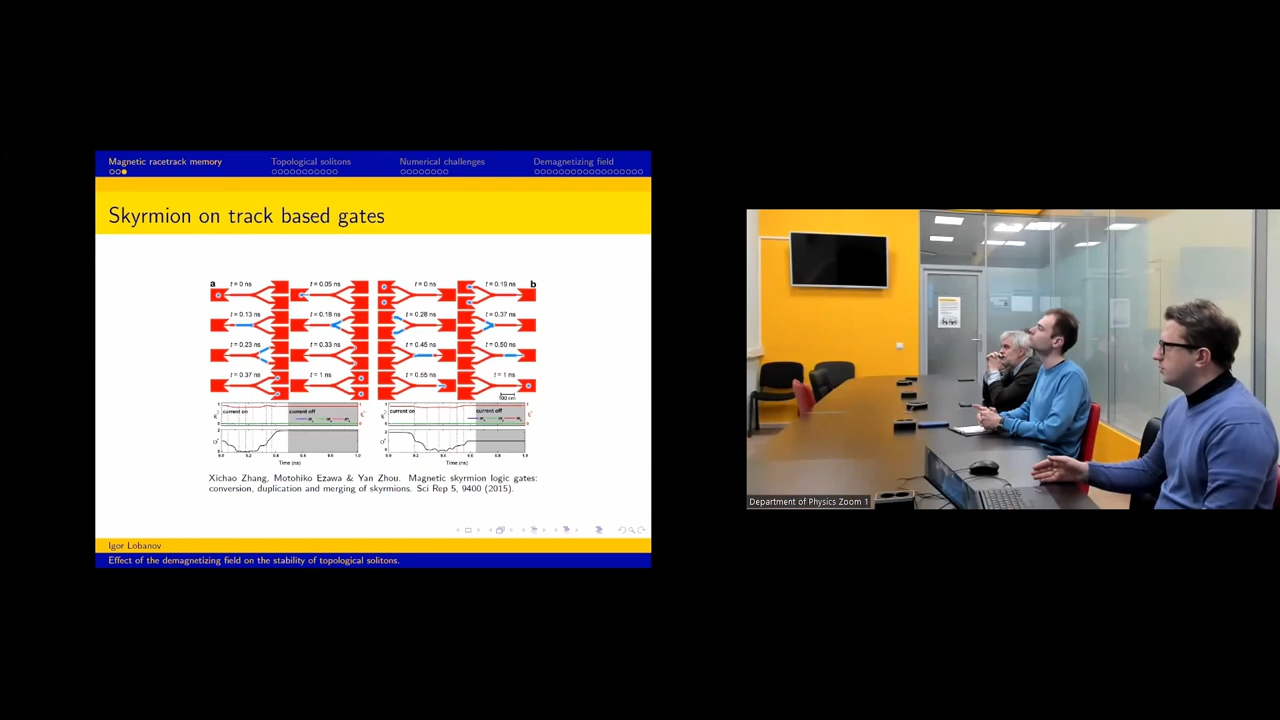 Magnetic racetrack memory Topological solitons Numerical challenges Demagnetizing field
Skyrmion on track based gates
a t = 0 ns t = 0.05 ns t = 0 ns t = 0.19 ns b
t = 0.13 ns t = 0.18 ns t = 0.28 ns t = 0.37 ns
t = 0.23 ns t = 0.33 ns t = 0.45 ns t = 0.50 ns
t = 0.37 ns t = 1 ns t = 0.55 ns t = 1 ns
100 nm
current on current off current on current off
Time (ns) Time (ns)
Xichao Zhang, Motohiko Ezawa & Yan Zhou. Magnetic skyrmion logic gates:
conversion, duplication and merging of skyrmions. Sci Rep 5, 9400 (2015).
Igor Lobanov
Effect of the demagnetizing field on the stability of topological solitons.
Department of Physics Zoom 1